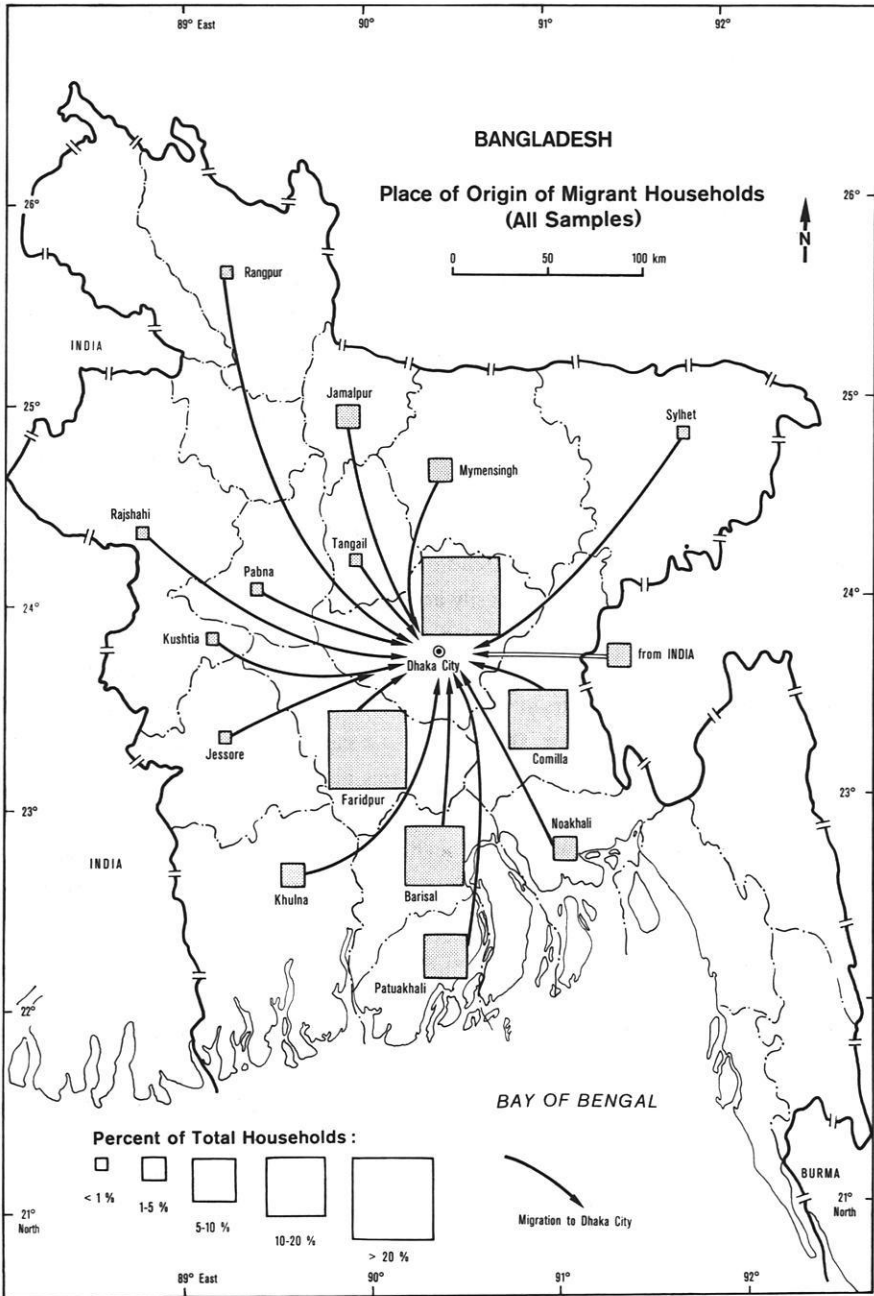 89° East
90°
91°
92°
BANGLADESH
Place of Origin of Migrant Households
(All Samples)
26°
26°
N
0 50 100 km
Rangpur
INDIA
25°
25°
Jamalpur
Sylhet
Mymensingh
Rajshahi
Tangail
Pabna
24°
24°
Kushtia
from INDIA
Dhaka City
Jessore
Comilla
Faridpur
23°
23°
Noakhali
INDIA
Khulna
Barisal
Patuakhali
22°
22°
BAY OF BENGAL
Percent of Total Households :
< 1 %
1-5 %
5-10 %
10-20 %
> 20 %
Migration to Dhaka City
BURMA
21°
North
21°
North
89° East
90°
91°
92°